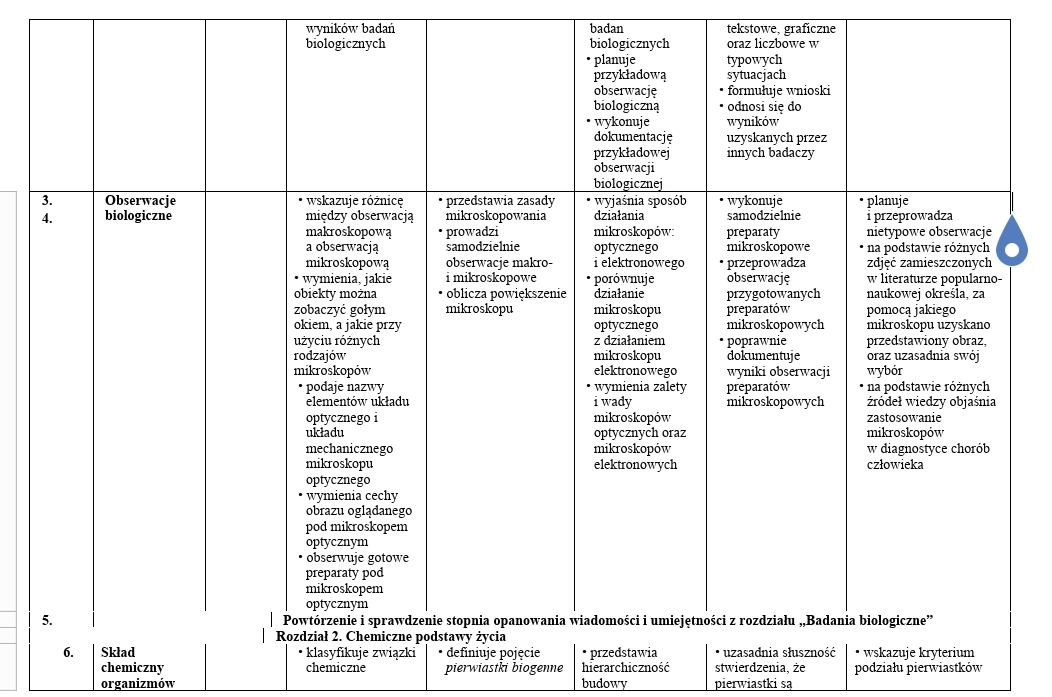 wyników badań
biologicznych
badan
biologicznych
• planuje
przykładową
obserwację
biologiczną
• wykonuje
dokumentację
przykładowej
obserwacji
biologicznej
tekstowe, graficzne
oraz liczbowe w
typowych
sytuacjach
• formułuje wnioski
• odnosi się do
wyników
uzyskanych przez
innych badaczy
3.
4.
Obserwacje
biologiczne
• wskazuje różnicę
między obserwacją
makroskopową
a obserwacją
mikroskopową
• wymienia, jakie
obiekty można
zobaczyć gołym
okiem, a jakie przy
użyciu różnych
rodzajów
mikroskopów
• podaje nazwy
elementów układu
optycznego i
układu
mechanicznego
mikroskopu
optycznego
• wymienia cechy
obrazu oglądanego
pod mikroskopem
optycznym
• obserwuje gotowe
preparaty pod
mikroskopem
optycznym
• przedstawia zasady
mikroskopowania
• prowadzi
samodzielnie
obserwacje makro-
i mikroskopowe
• oblicza powiększenie
mikroskopu
• wyjaśnia sposób
działania
mikroskopów:
optycznego
i elektronowego
• porównuje
działanie
mikroskopu
optycznego
z działaniem
mikroskopu
elektronowego
• wymienia zalety
i wady
mikroskopów
optycznych oraz
mikroskopów
elektronowych
• wykonuje
samodzielnie
preparaty
mikroskopowe
• przeprowadza
obserwację
przygotowanych
preparatów
mikroskopowych
• poprawnie
dokumentuje
wyniki obserwacji
preparatów
mikroskopowych
• planuje
i przeprowadza
nietypowe obserwacje
• na podstawie różnych
zdjęć zamieszczonych
w literaturze popularno-
naukowej określa, za
pomocą jakiego
mikroskopu uzyskano
przedstawiony obraz,
oraz uzasadnia swój
wybór
• na podstawie różnych
źródeł wiedzy objaśnia
zastosowanie
mikroskopów
w diagnostyce chorób
człowieka
5.
Powtórzenie i sprawdzenie stopnia opanowania wiadomości i umiejętności z rozdziału „Badania biologiczne”
Rozdział 2. Chemiczne podstawy życia
6.
Skład
chemiczny
organizmów
• klasyfikuje związki
chemiczne
• definiuje pojęcie
pierwiastki biogenne
• przedstawia
hierarchiczność
budowy
• uzasadnia słuszność
stwierdzenia, że
pierwiastki są
• wskazuje kryterium
podziału pierwiastków